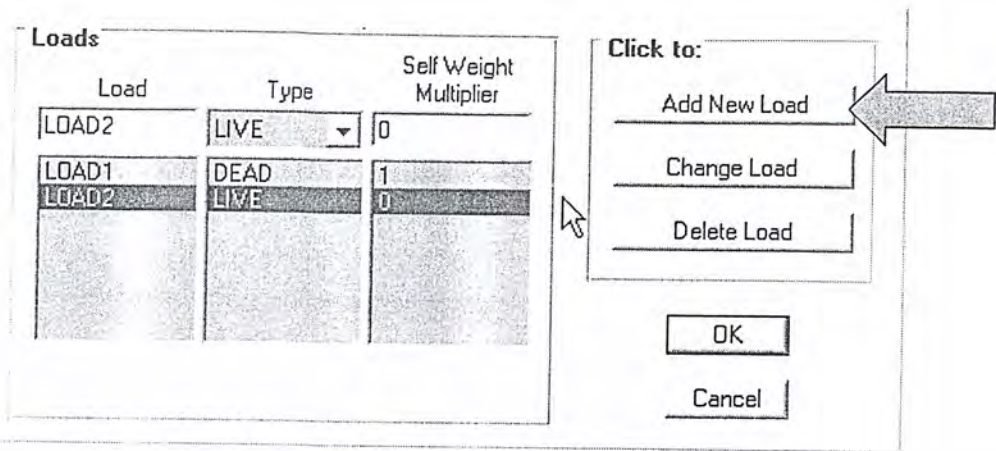 Loads
Load Type Self Weight Multiplier
LOAD2 LIVE 0
LOAD1 DEAD 1
LOAD2 LIVE 0
Click to:
Add New Load
Change Load
Delete Load
OK
Cancel